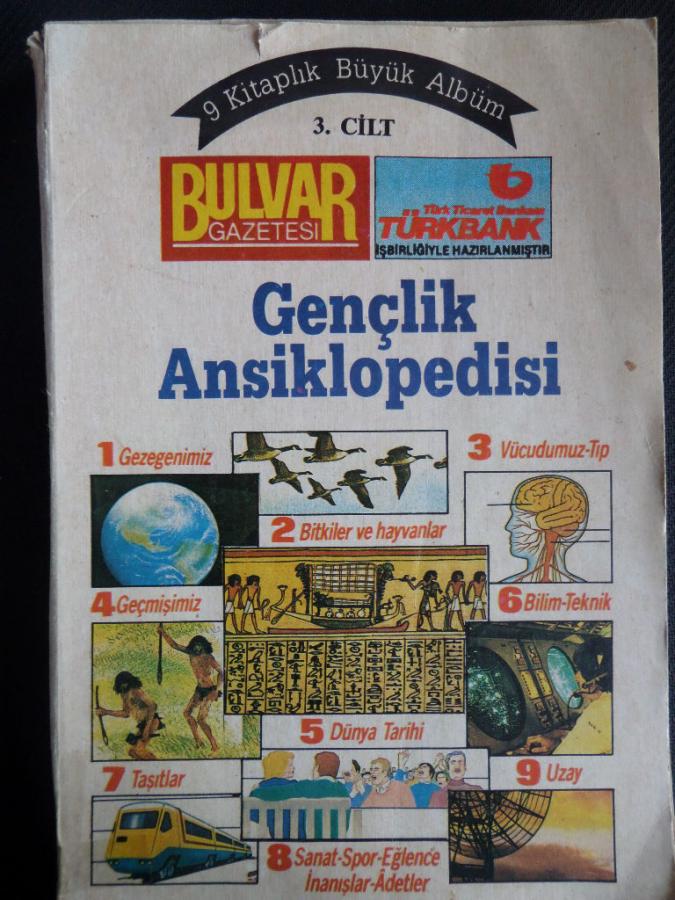 9 Kitaplık Büyük Albüm
3. CİLT
BULVAR
GAZETESİ
Türk Ticaret Bankası
TÜRKBANK
İŞBİRLİĞİYLE HAZIRLANMIŞTIR
Gençlik
Ansiklopedisi
1 Gezegenimiz
2 Bitkiler ve hayvanlar
3 Vücudumuz-Tıp
4 Geçmişimiz
5 Dünya Tarihi
6 Bilim-Teknik
7 Taşıtlar
8 Sanat-Spor-Eğlence
İnanışlar-Âdetler
9 Uzay